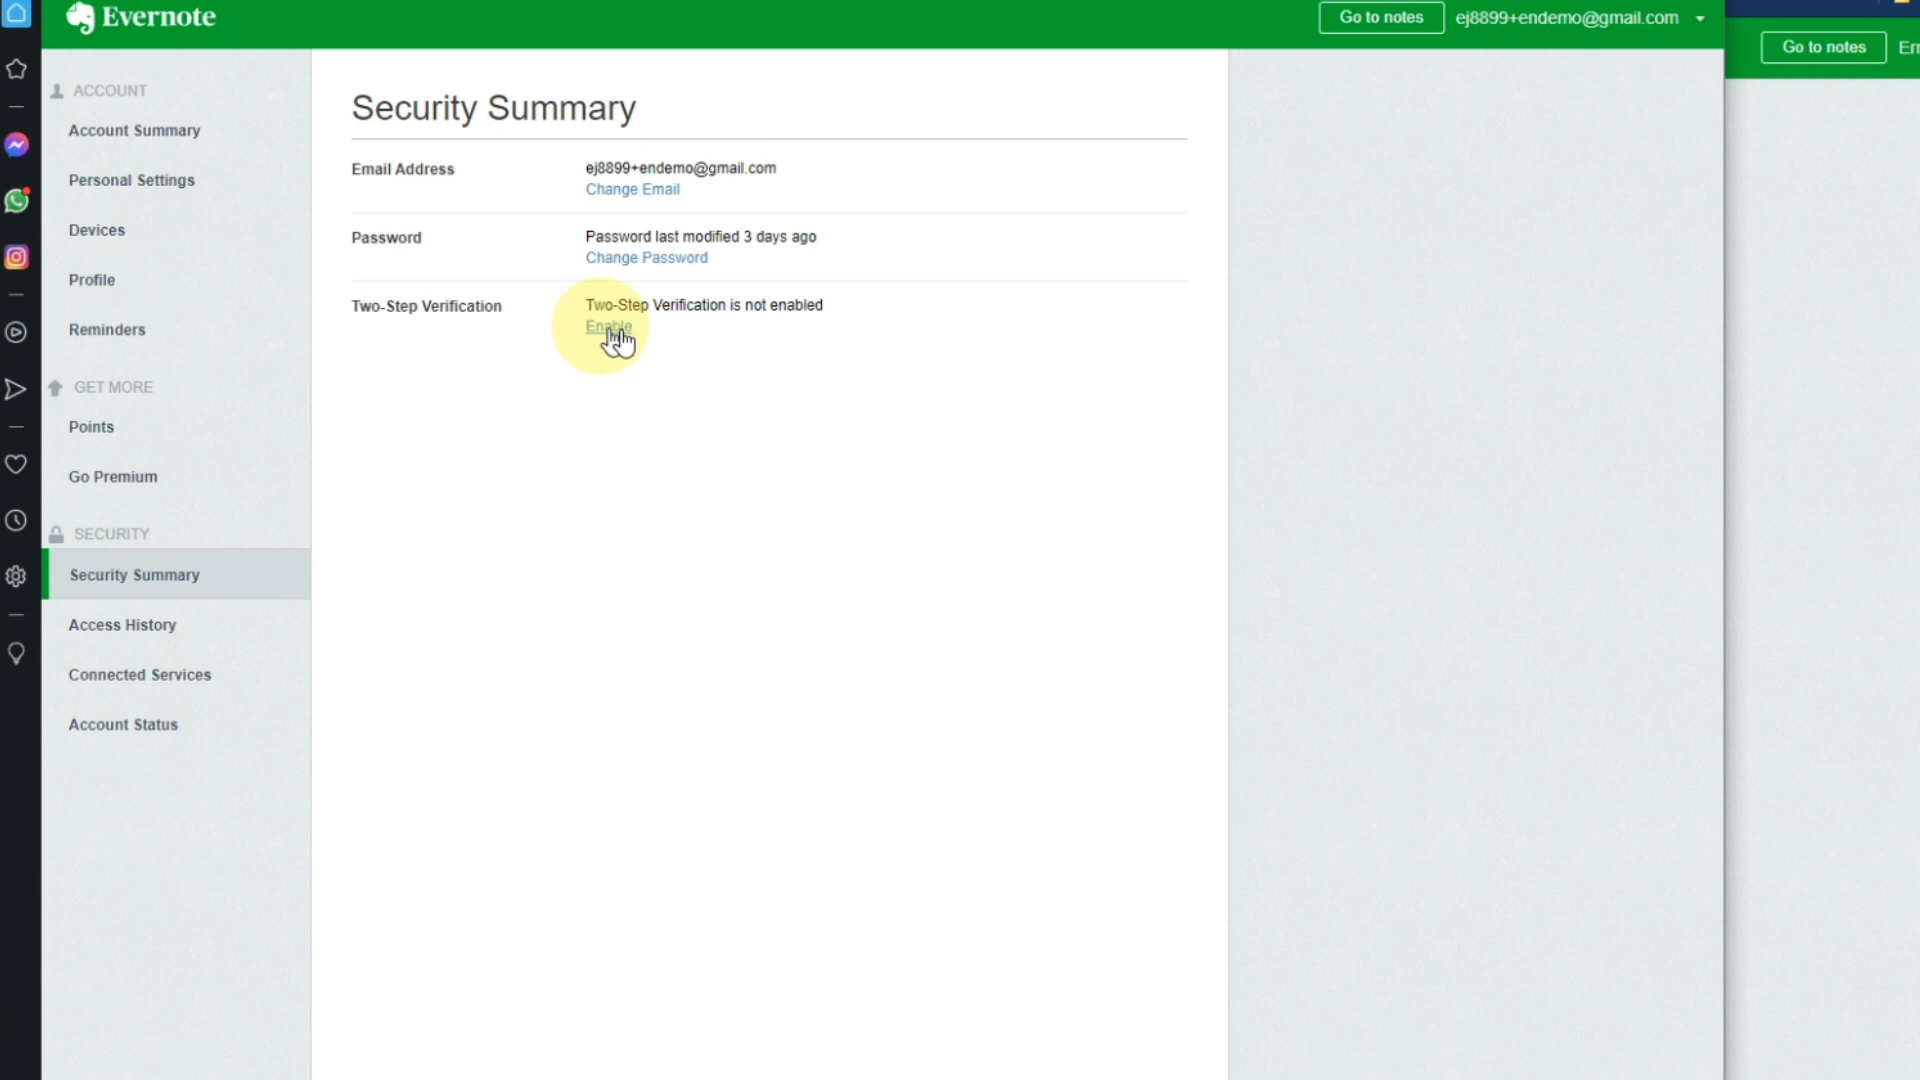 Evernote
Go to notes
ej8899+endemo@gmail.com
Go to notes
ACCOUNT
Account Summary
Personal Settings
Devices
Profile
Reminders
GET MORE
Points
Go Premium
SECURITY
Security Summary
Access History
Connected Services
Account Status
Security Summary
Email Address
ej8899+endemo@gmail.com
Change Email
Password
Password last modified 3 days ago
Change Password
Two-Step Verification
Two-Step Verification is not enabled
Enable